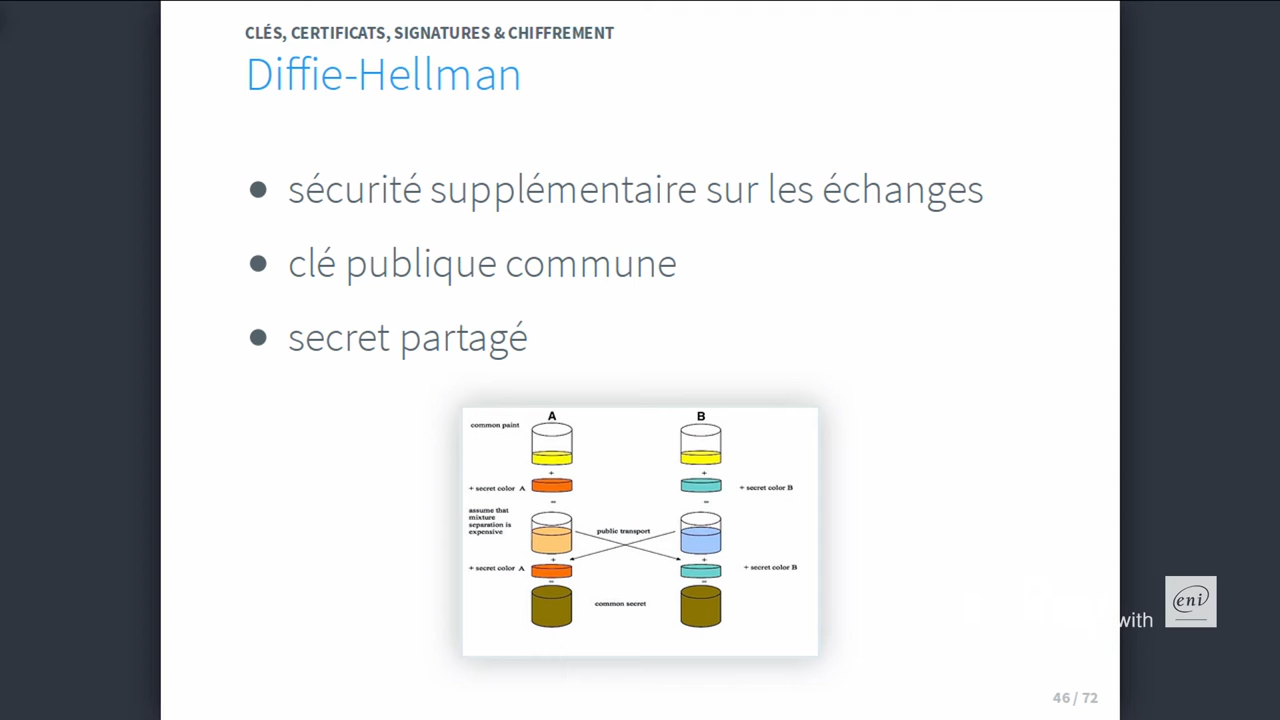 CLÉS, CERTIFICATS, SIGNATURES & CHIFFREMENT
Diffie-Hellman
● sécurité supplémentaire sur les échanges
● clé publique commune
● secret partagé
A B
common paint
+ +
+ secret color A + secret color B
= =
assume that
mixture
separation is
expensive
public transport
+ +
+ secret color A + secret color B
= =
common secret
eni
with
46 / 72